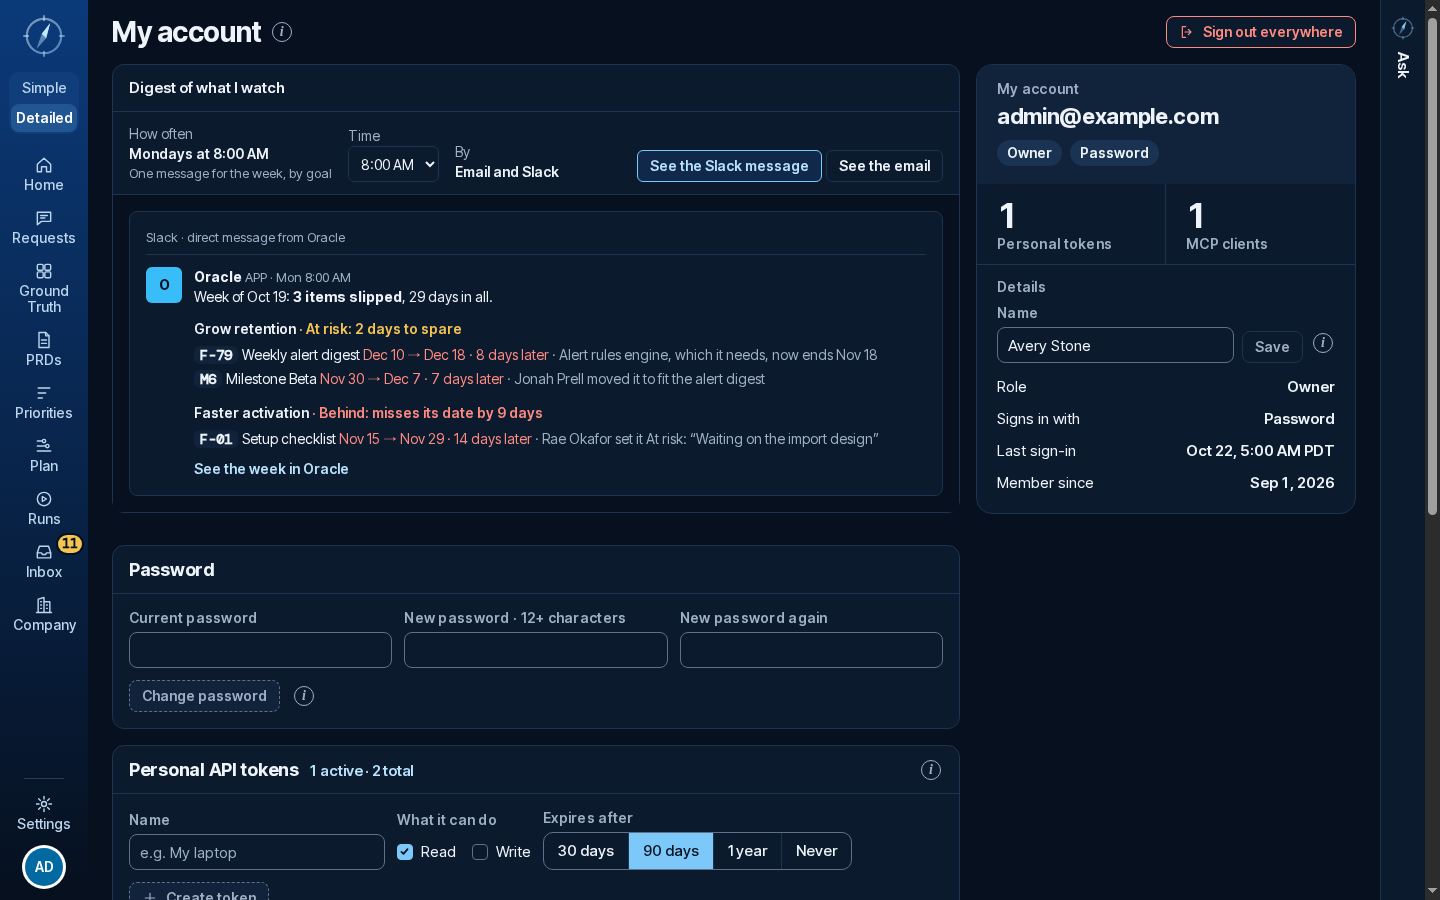 My account
i
Sign out everywhere
Ask
Simple
Detailed
Home
Requests
Ground
Truth
PRDs
Priorities
Plan
Runs
11
Inbox
Company
Settings
AD
Digest of what I watch
How often
Mondays at 8:00 AM
One message for the week, by goal
Time
8:00 AM
By
Email and Slack
See the Slack message
See the email
Slack · direct message from Oracle
O
Oracle APP · Mon 8:00 AM
Week of Oct 19: 3 items slipped, 29 days in all.
Grow retention · At risk: 2 days to spare
F-79 Weekly alert digest Dec 10 → Dec 18 · 8 days later · Alert rules engine, which it needs, now ends Nov 18
M6 Milestone Beta Nov 30 → Dec 7 · 7 days later · Jonah Prell moved it to fit the alert digest
Faster activation · Behind: misses its date by 9 days
F-01 Setup checklist Nov 15 → Nov 29 · 14 days later · Rae Okafor set it At risk: “Waiting on the import design”
See the week in Oracle
My account
admin@example.com
Owner
Password
1
Personal tokens
1
MCP clients
Details
Name
Avery Stone
Save
i
Role Owner
Signs in with Password
Last sign-in Oct 22, 5:00 AM PDT
Member since Sep 1, 2026
Password
Current password
New password · 12+ characters
New password again
Change password
i
Personal API tokens 1 active · 2 total
i
Name
e.g. My laptop
What it can do
Read
Write
Expires after
30 days
90 days
1 year
Never
+ Create token